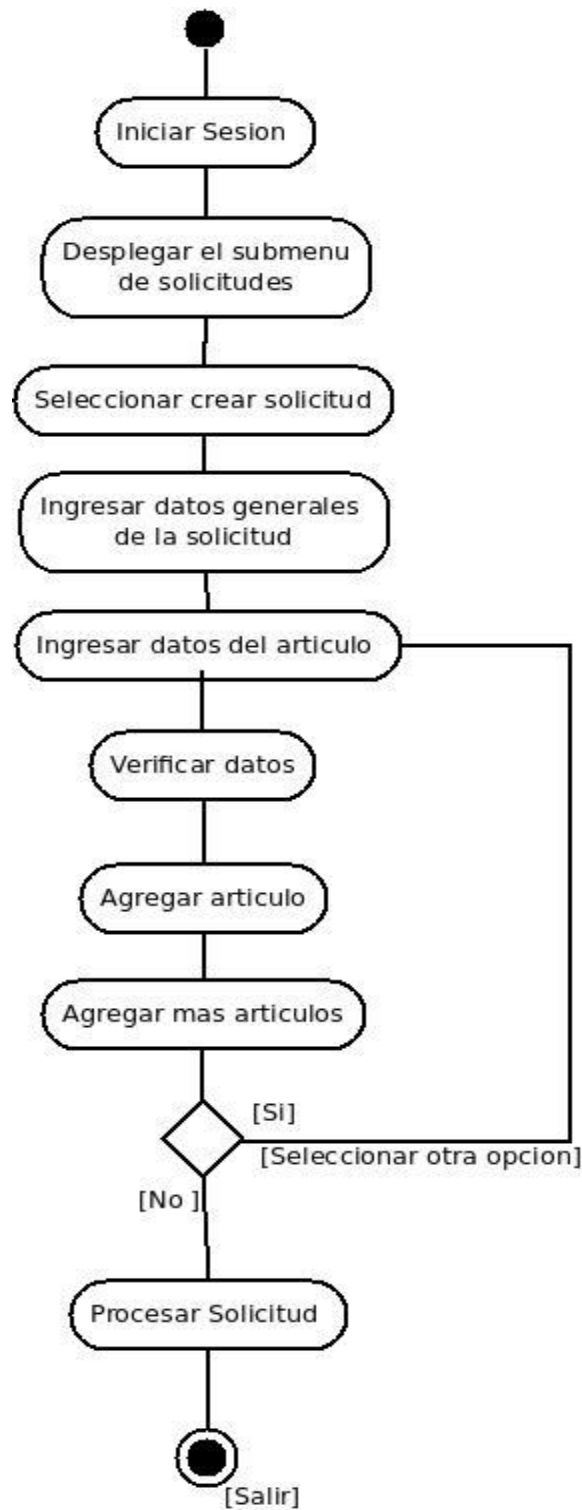 Iniciar Sesion
Desplegar el submenu
de solicitudes
Seleccionar crear solicitud
Ingresar datos generales
de la solicitud
Ingresar datos del articulo
Verificar datos
Agregar articulo
Agregar mas articulos
[Si]
[Seleccionar otra opcion]
[No ]
Procesar Solicitud
[Salir]